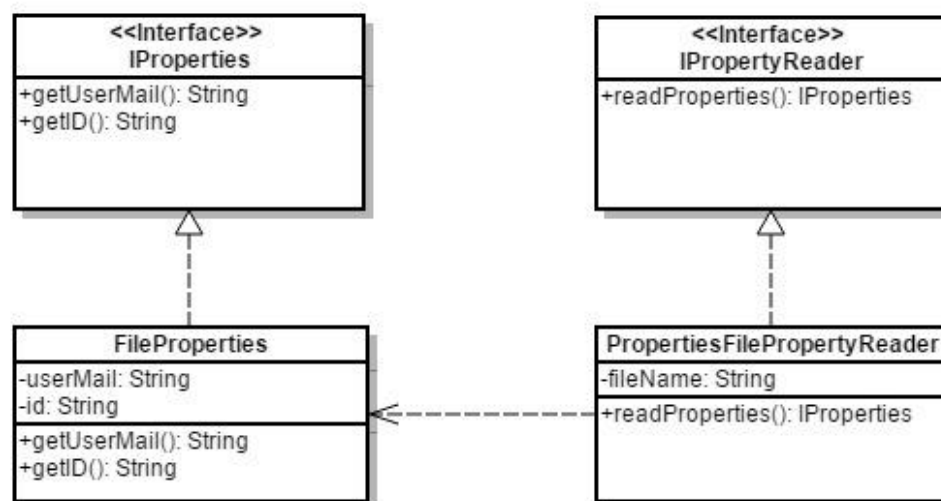 <<Interface>>
IProperties
+getUserMail(): String
+getID(): String
<<Interface>>
IPropertyReader
+readProperties(): IProperties
FileProperties
-userMail: String
-id: String
+getUserMail(): String
+getID(): String
PropertiesFilePropertyReader
-fileName: String
+readProperties(): IProperties